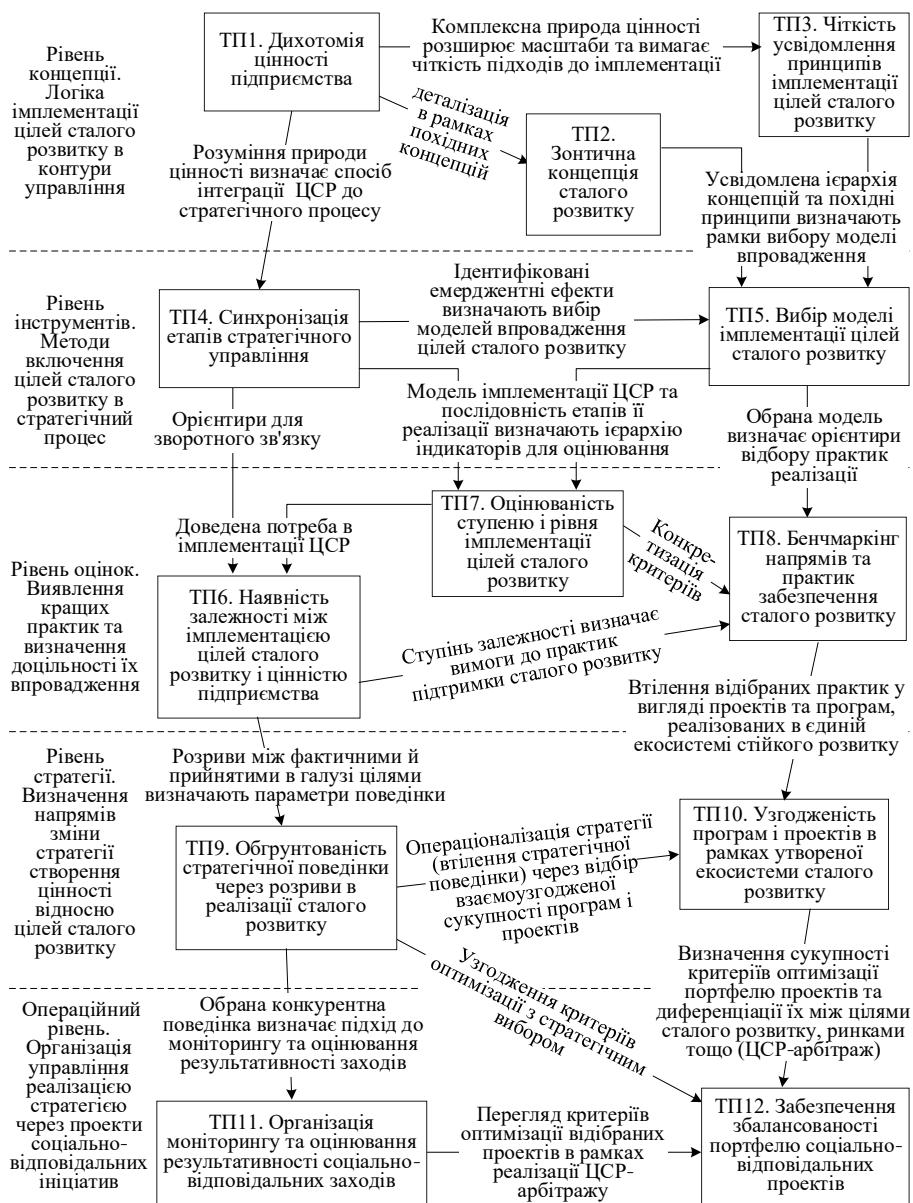 Рівень
концепції.
Логіка
імплементації
цілей сталого
розвитку в
контури
управління
ТП1. Дихотомія
цінності
підприємства
Комплексна природа цінності
розширює масштаби та вимагає
чіткість підходів до імплементації
ТП3. Чіткість
усвідомлення
принципів
імплементації
цілей сталого
розвитку
деталізація
в рамках
похідних
концепцій
ТП2.
Зонтична
концепція
сталого
розвитку
Розуміння природи
цінності визначає спосіб
інтеграції ЦСР до
стратегічного процесу
Усвідомлена ієрархія
концепцій та похідні
принципи визначають
рамки вибору моделі
впровадження
Рівень
інструментів.
Методи
включення
цілей сталого
розвитку в
стратегічний
процес
ТП4. Синхронізація
етапів стратегічного
управління
Ідентифіковані
емерджентні ефекти
визначають вибір
моделей впровадження
цілей сталого розвитку
ТП5. Вибір моделі
імплементації цілей
сталого розвитку
Орієнтири для
зворотного зв'язку
Модель імплементації ЦСР та
послідовність етапів її
реалізації визначають ієрархію
індикаторів для оцінювання
Обрана модель
визначає орієнтири
відбору практик
реалізації
Рівень оцінок.
Виявлення
кращих
практик та
визначення
доцільності їх
впровадження
Доведена потреба в
імплементації ЦСР
ТП7. Оцінюваність
ступеню і рівня
імплементації
цілей сталого
розвитку
Конкре-
тизація
критеріїв
ТП8. Бенчмаркінг
напрямів та
практик
забезпечення
сталого розвитку
ТП6. Наявність
залежності між
імплементацією
цілей сталого
розвитку і цінністю
підприємства
Ступінь залежності визначає
вимоги до практик
підтримки сталого розвитку
Втілення відібраних практик у
вигляді проектів та програм,
реалізованих в єдиній
екосистемі стійкого розвитку
Рівень
стратегії.
Визначення
напрямів
зміни
стратегії
створення
цінності
відносно
цілей сталого
розвитку
Розриви між фактичними й
прийнятими в галузі цілями
визначають параметри поведінки
ТП9. Обгрунтованість
стратегічної поведінки
через розриви в
реалізації сталого
розвитку
Операціоналізація стратегії
(втілення стратегічної
поведінки) через відбір
взаємоузгодженої
сукупності програм і
проектів
ТП10. Узгодженість
програм і проектів в
рамках утвореної
екосистеми сталого
розвитку
Узгодження критеріїв
оптимізації з стратегічним
вибором
Визначення сукупності
критеріїв оптимізації
портфелю проектів та
диференціації їх між цілями
сталого розвитку, ринками
тощо (ЦСР-арбітраж)
Операційний
рівень.
Організація
управління
реалізацією
стратегією
через проекти
соціально-
відповідальних
ініціатив
Обрана конкурентна
поведінка визначає підхід до
моніторингу та оцінювання
результативності заходів
ТП11. Організація
моніторингу та оцінювання
результативності соціально-
відповідальних заходів
Перегляд критеріїв
оптимізації відібраних
проектів в рамках
реалізації ЦСР-
арбітражу
ТП12. Забезпечення
збалансованості
портфелю соціально-
відповідальних
проектів